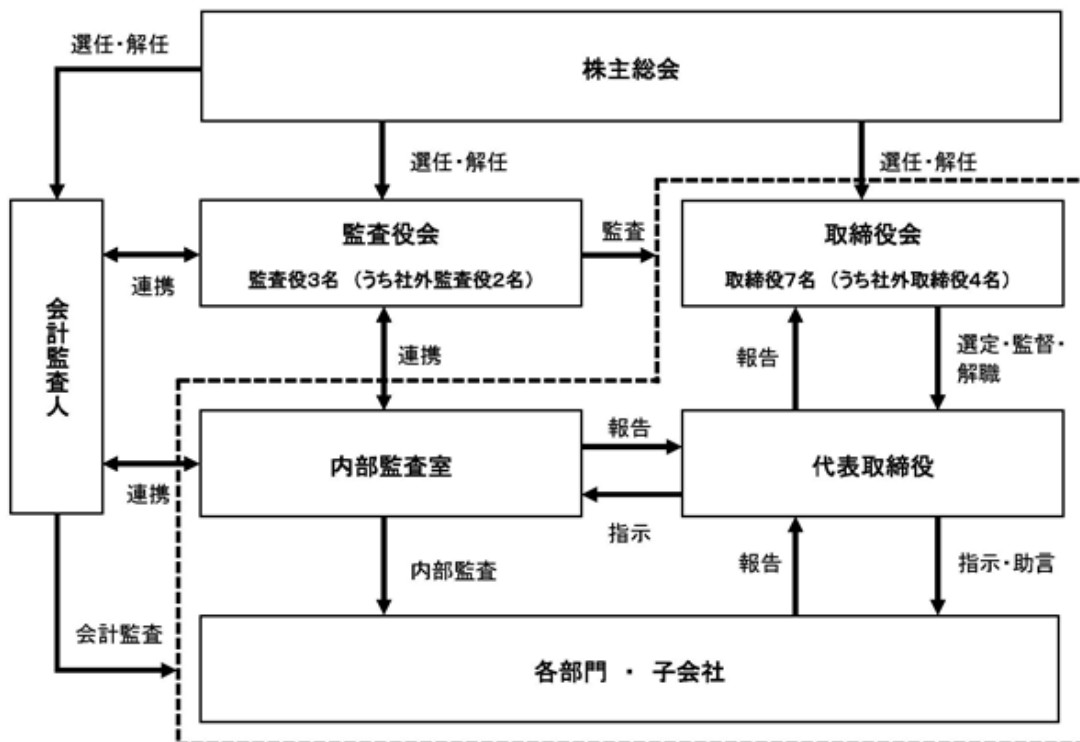 選任・解任
株主総会
選任・解任
選任・解任
監査役会
監査役3名 (うち社外監査役2名)
監査
取締役会
取締役7名 (うち社外取締役4名)
連携
会計監査人
連携
報告
選定・監督・
解職
内部監査室
報告
代表取締役
連携
指示
内部監査
報告
指示・助言
会計監査
各部門 ・ 子会社